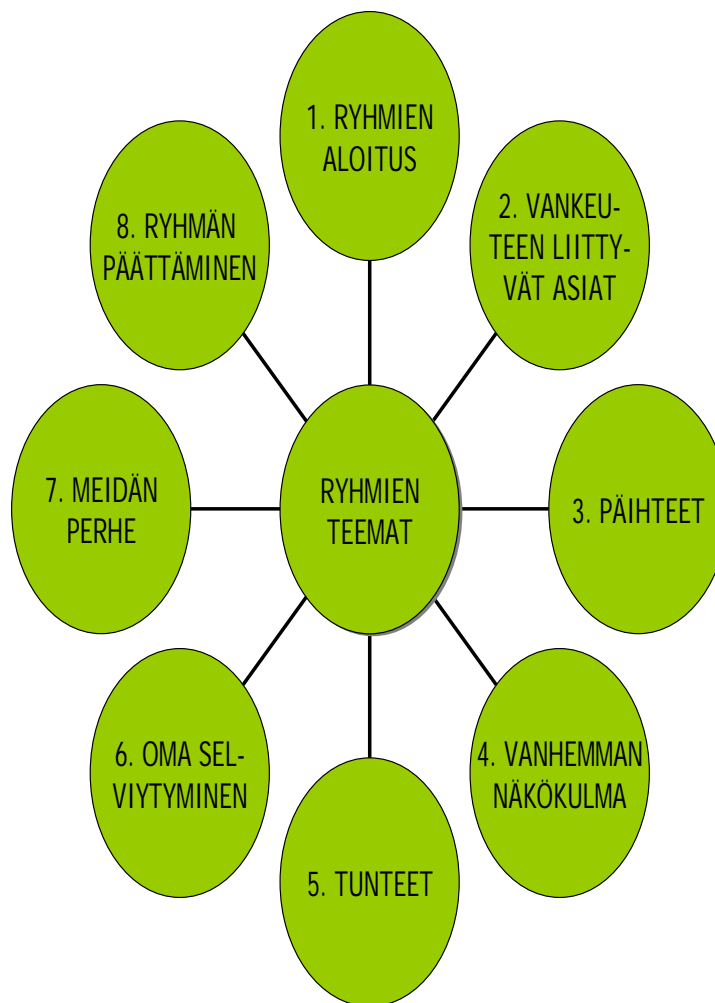 1. RYHMIEN
ALOITUS
2. VANKEU-
TEEN LIITTY-
VÄT ASIAT
3. PÄIHTEET
4. VANHEMMAN
NÄKÖKULMA
5. TUNTEET
6. OMA SEL-
VIYTYMINEN
7. MEIDÄN
PERHE
8. RYHMÄN
PÄÄTTÄMINEN
RYHMIEN
TEEMAT